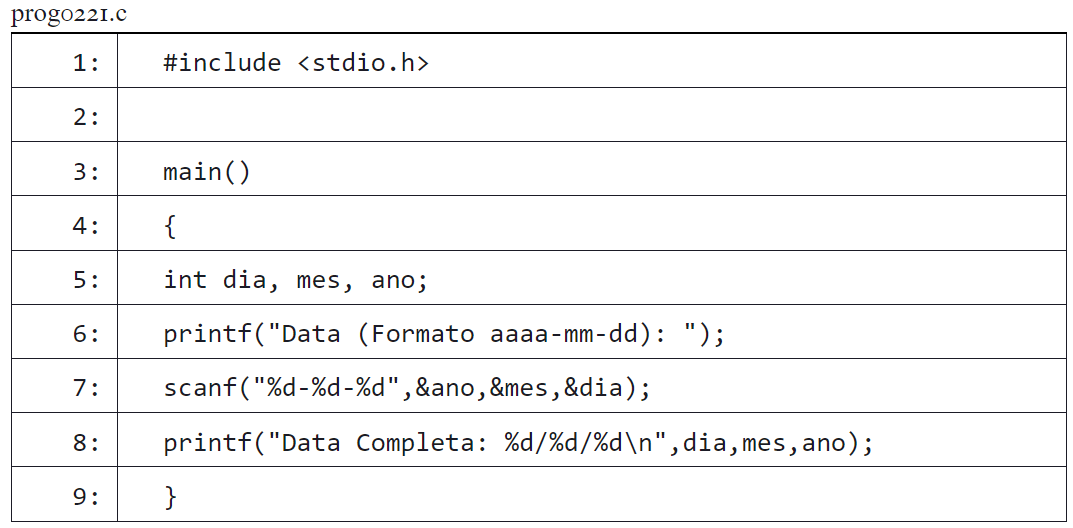 prog0221.c
1: #include <stdio.h>
2:
3: main()
4: {
5: int dia, mes, ano;
6: printf("Data (Formato aaaa-mm-dd): ");
7: scanf("%d-%d-%d",&ano,&mes,&dia);
8: printf("Data Completa: %d/%d/%d\n",dia,mes,ano);
9: }